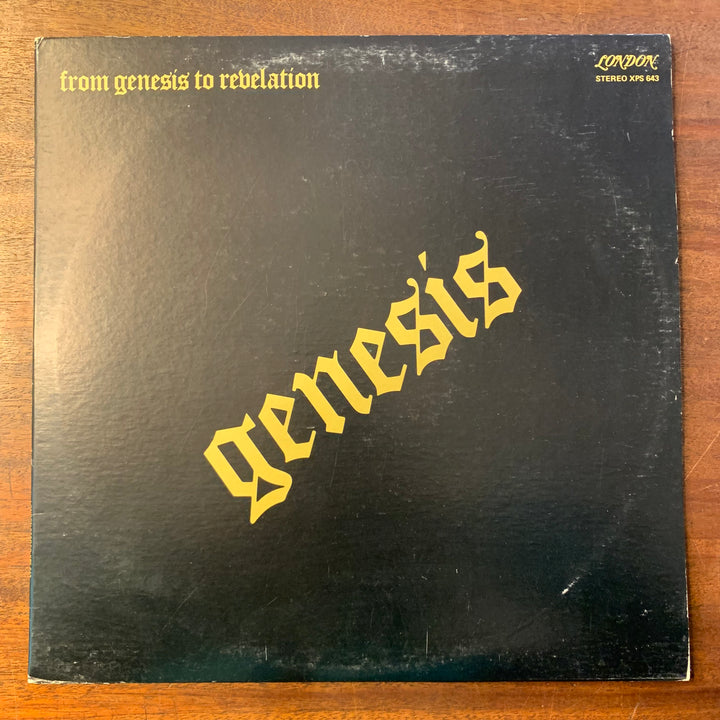 from genesis to revelation
LONDON
STEREO XPS 643
genesis